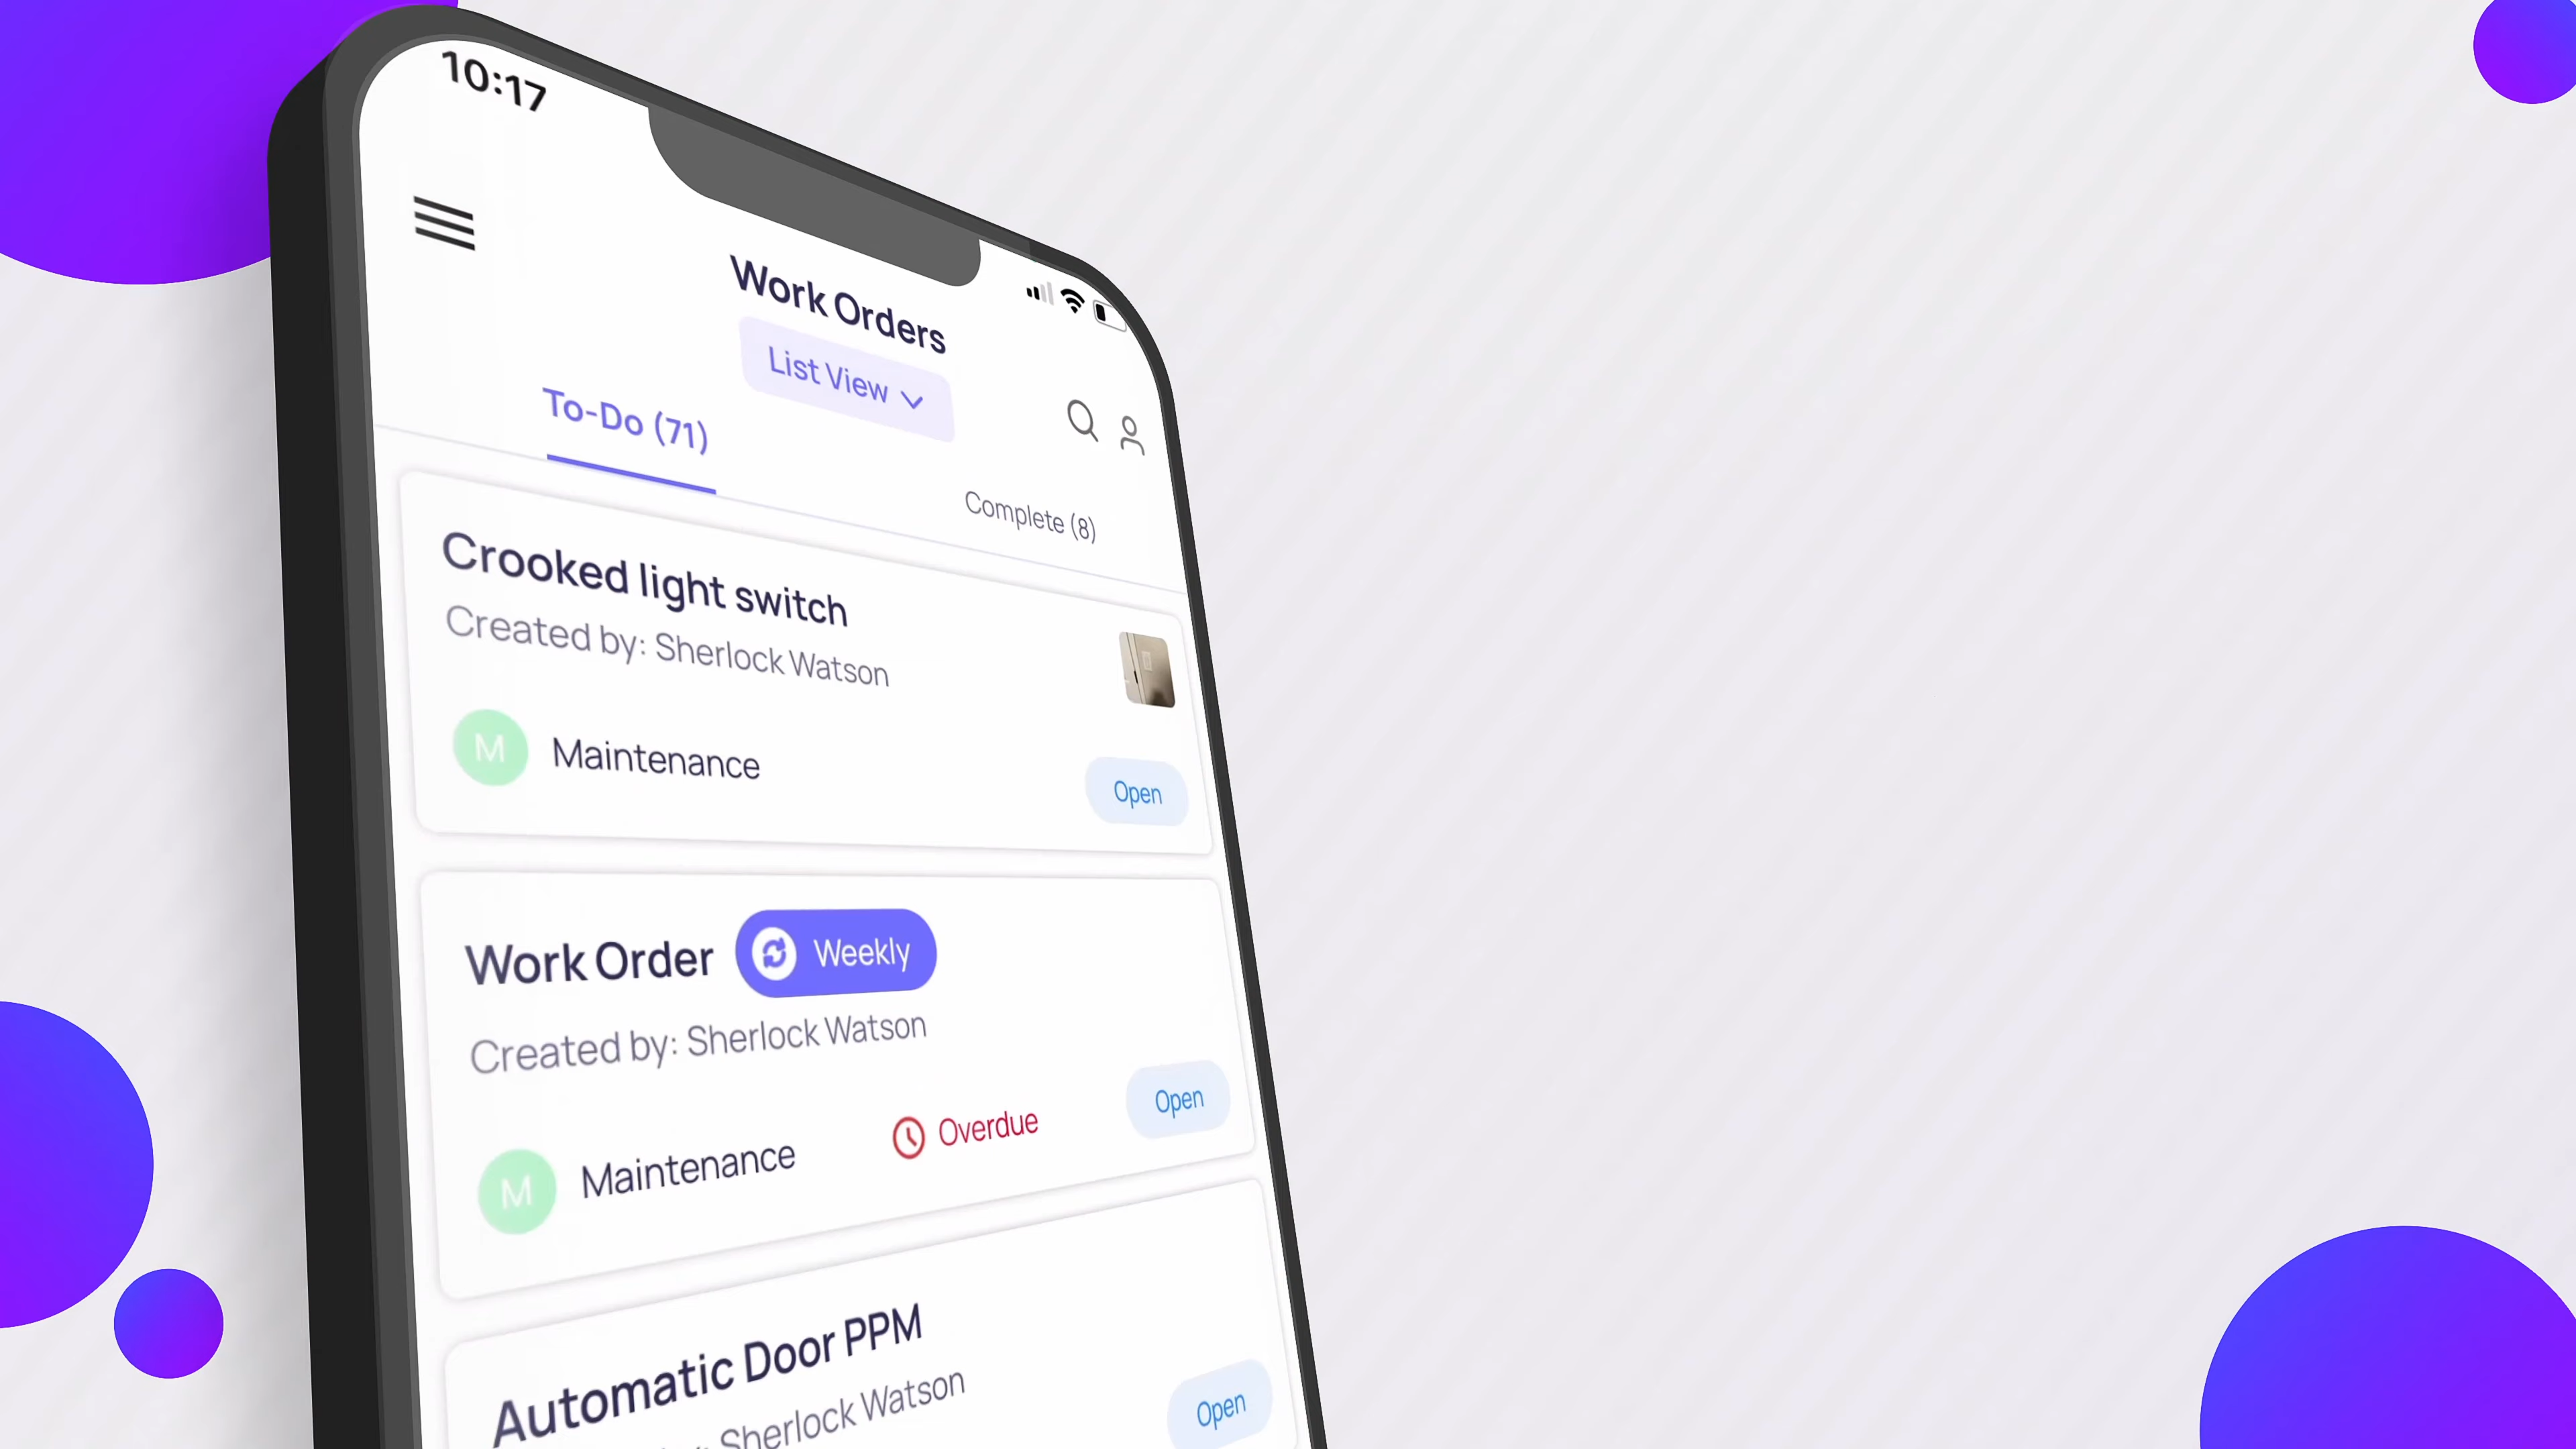 10:17
Work Orders
List View
To-Do (71)
Complete (8)
Crooked light switch
Created by: Sherlock Watson
M Maintenance
Open
Work Order Weekly
Created by: Sherlock Watson
M Maintenance
Overdue
Open
Automatic Door PPM
Sherlock Watson
Open